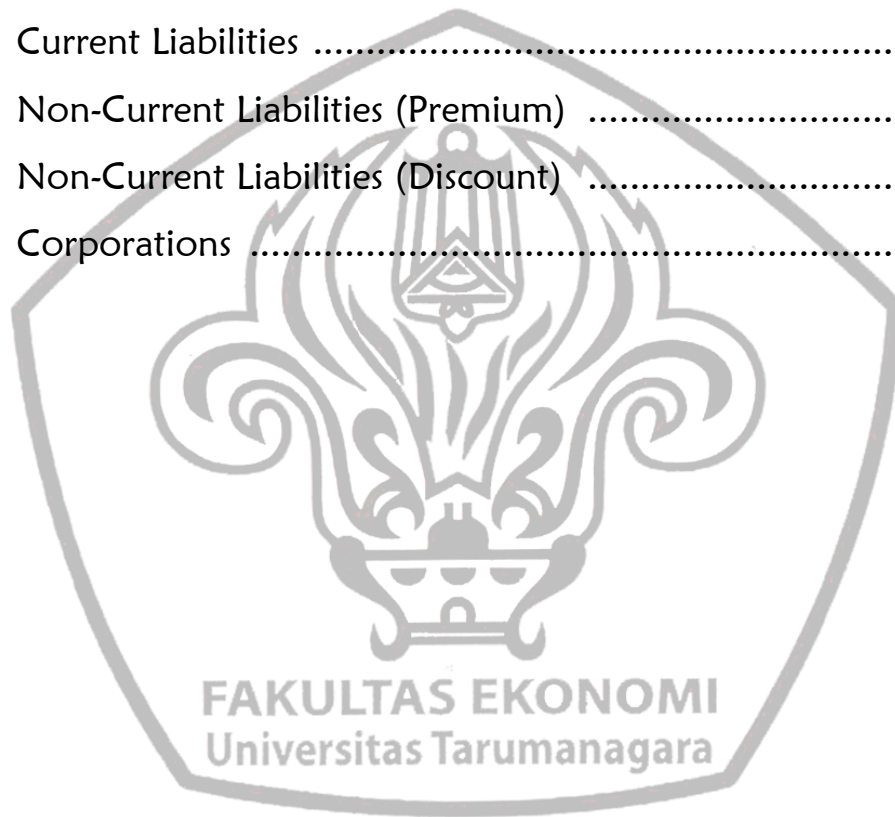 Current Liabilities ..............................................................
Non-Current Liabilities (Premium) ..............................
Non-Current Liabilities (Discount) ..............................
Corporations .....................................................................
FAKULTAS EKONOMI
Universitas Tarumanagara